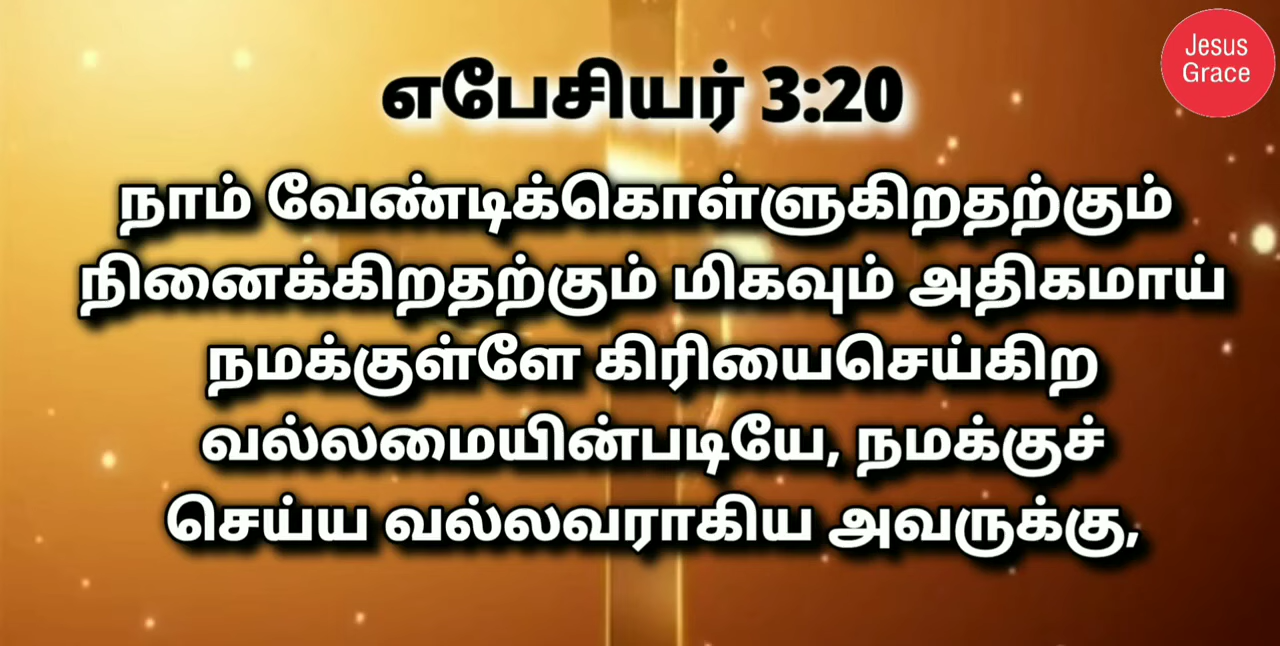 Jesus
Grace
எபேசியர் 3:20
நாம் வேண்டிக்கொள்ளுகிறதற்கும்
நினைக்கிறதற்கும் மிகவும் அதிகமாய்
நமக்குள்ளே கிரியைசெய்கிற
வல்லமையின்படியே, நமக்குச்
செய்ய வல்லவராகிய அவருக்கு,